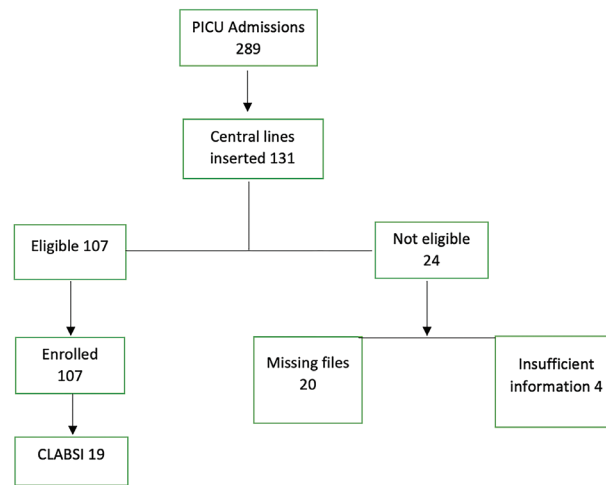 PICU Admissions
289
Central lines
inserted 131
Eligible 107
Not eligible
24
Enrolled
107
Missing files
20
Insufficient
information 4
CLABSI 19